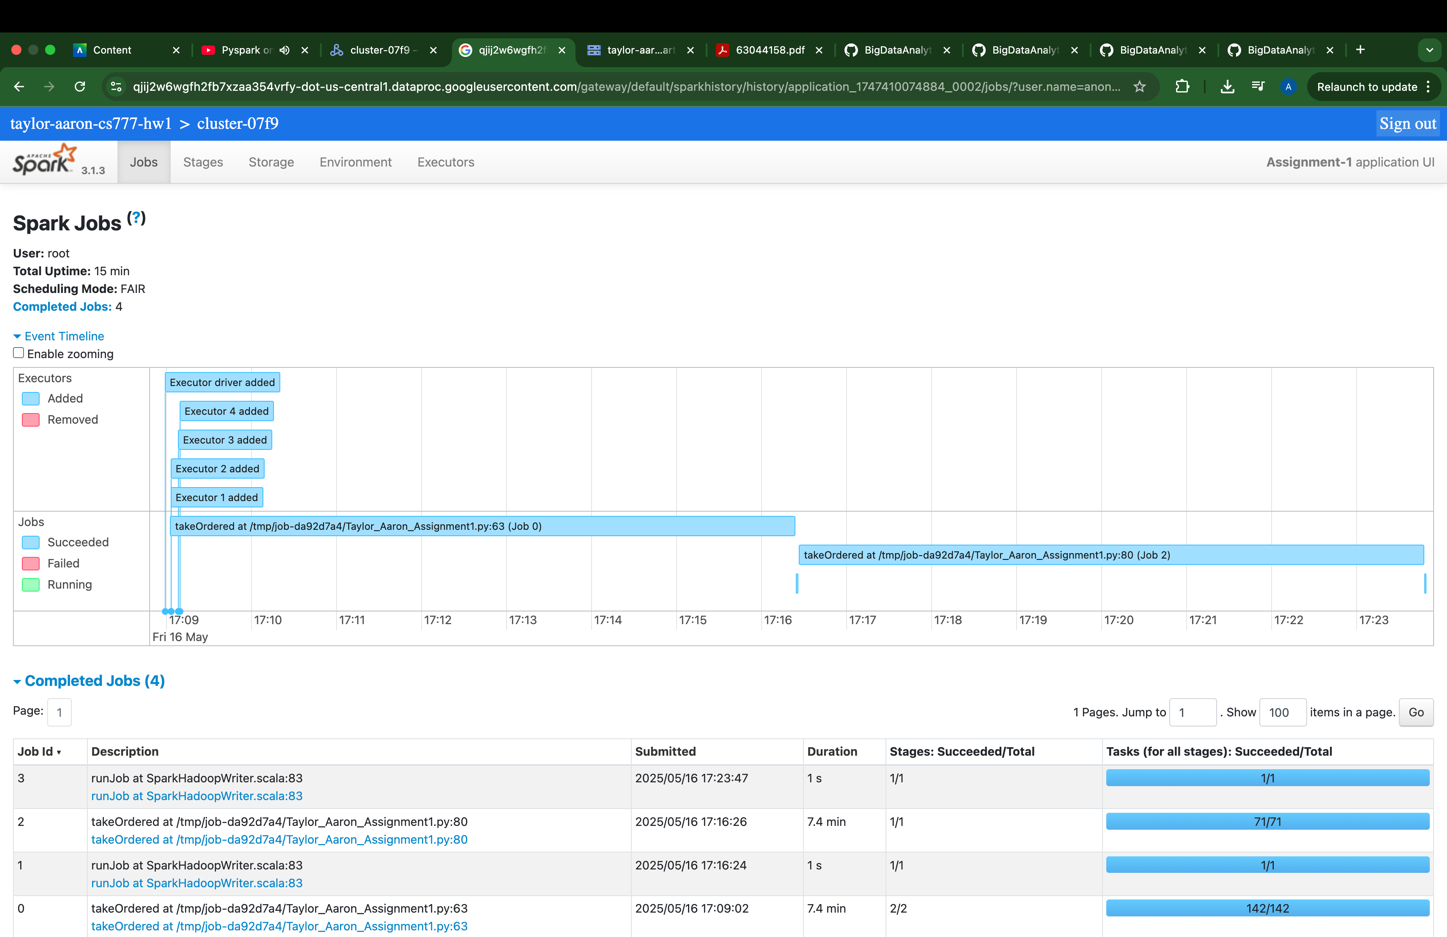 Content
Pyspark on
cluster-07f9 -
qjij2w6wgfh2f
taylor-aar...art
63044158.pdf
BigDataAnaly
BigDataAnaly
BigDataAnaly
BigDataAnaly
qjij2w6wgfh2fb7xzaa354vrfy-dot-us-central1.dataproc.googleusercontent.com/gateway/default/sparkhistory/history/application_1747410074884_0002/jobs/?user.name=anon...
A
Relaunch to update
taylor-aaron-cs777-hw1 > cluster-07f9
Sign out
APACHE Spark 3.1.3
Jobs
Stages
Storage
Environment
Executors
Assignment-1 application UI
Spark Jobs (?)
User: root
Total Uptime: 15 min
Scheduling Mode: FAIR
Completed Jobs: 4
Event Timeline
Enable zooming
Executors
Added
Removed
Executor driver added
Executor 4 added
Executor 3 added
Executor 2 added
Executor 1 added
Jobs
Succeeded
Failed
Running
takeOrdered at /tmp/job-da92d7a4/Taylor_Aaron_Assignment1.py:63 (Job 0)
takeOrdered at /tmp/job-da92d7a4/Taylor_Aaron_Assignment1.py:80 (Job 2)
17:09 17:10 17:11 17:12 17:13 17:14 17:15 17:16 17:17 17:18 17:19 17:20 17:21 17:22 17:23
Fri 16 May
Completed Jobs (4)
Page: 1
1 Pages. Jump to 1 . Show 100 items in a page. Go
Job Id Description Submitted Duration Stages: Succeeded/Total Tasks (for all stages): Succeeded/Total
3 runJob at SparkHadoopWriter.scala:83 2025/05/16 17:23:47 1 s 1/1 1/1
runJob at SparkHadoopWriter.scala:83
2 takeOrdered at /tmp/job-da92d7a4/Taylor_Aaron_Assignment1.py:80 2025/05/16 17:16:26 7.4 min 1/1 71/71
takeOrdered at /tmp/job-da92d7a4/Taylor_Aaron_Assignment1.py:80
1 runJob at SparkHadoopWriter.scala:83 2025/05/16 17:16:24 1 s 1/1 1/1
runJob at SparkHadoopWriter.scala:83
0 takeOrdered at /tmp/job-da92d7a4/Taylor_Aaron_Assignment1.py:63 2025/05/16 17:09:02 7.4 min 2/2 142/142
takeOrdered at /tmp/job-da92d7a4/Taylor_Aaron_Assignment1.py:63